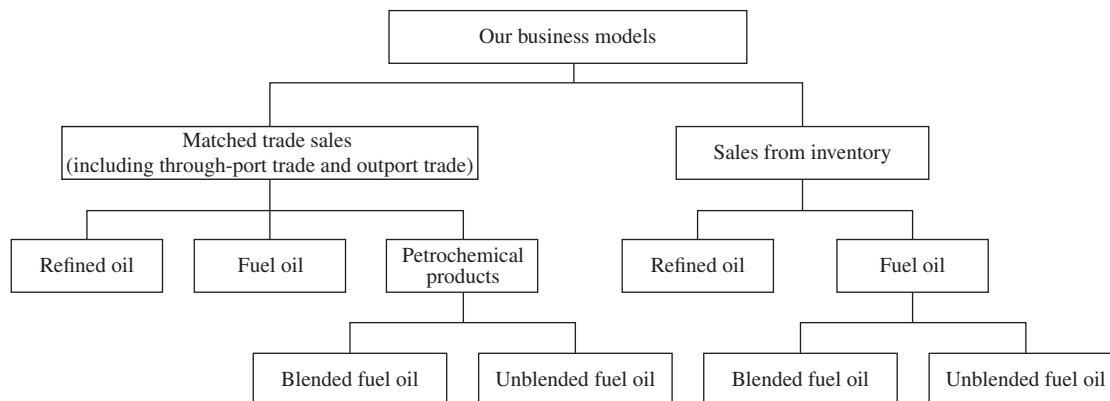 Our business models
Matched trade sales
(including through-port trade and outport trade)
Sales from inventory
Refined oil
Fuel oil
Petrochemical
products
Refined oil
Fuel oil
Blended fuel oil
Unblended fuel oil
Blended fuel oil
Unblended fuel oil